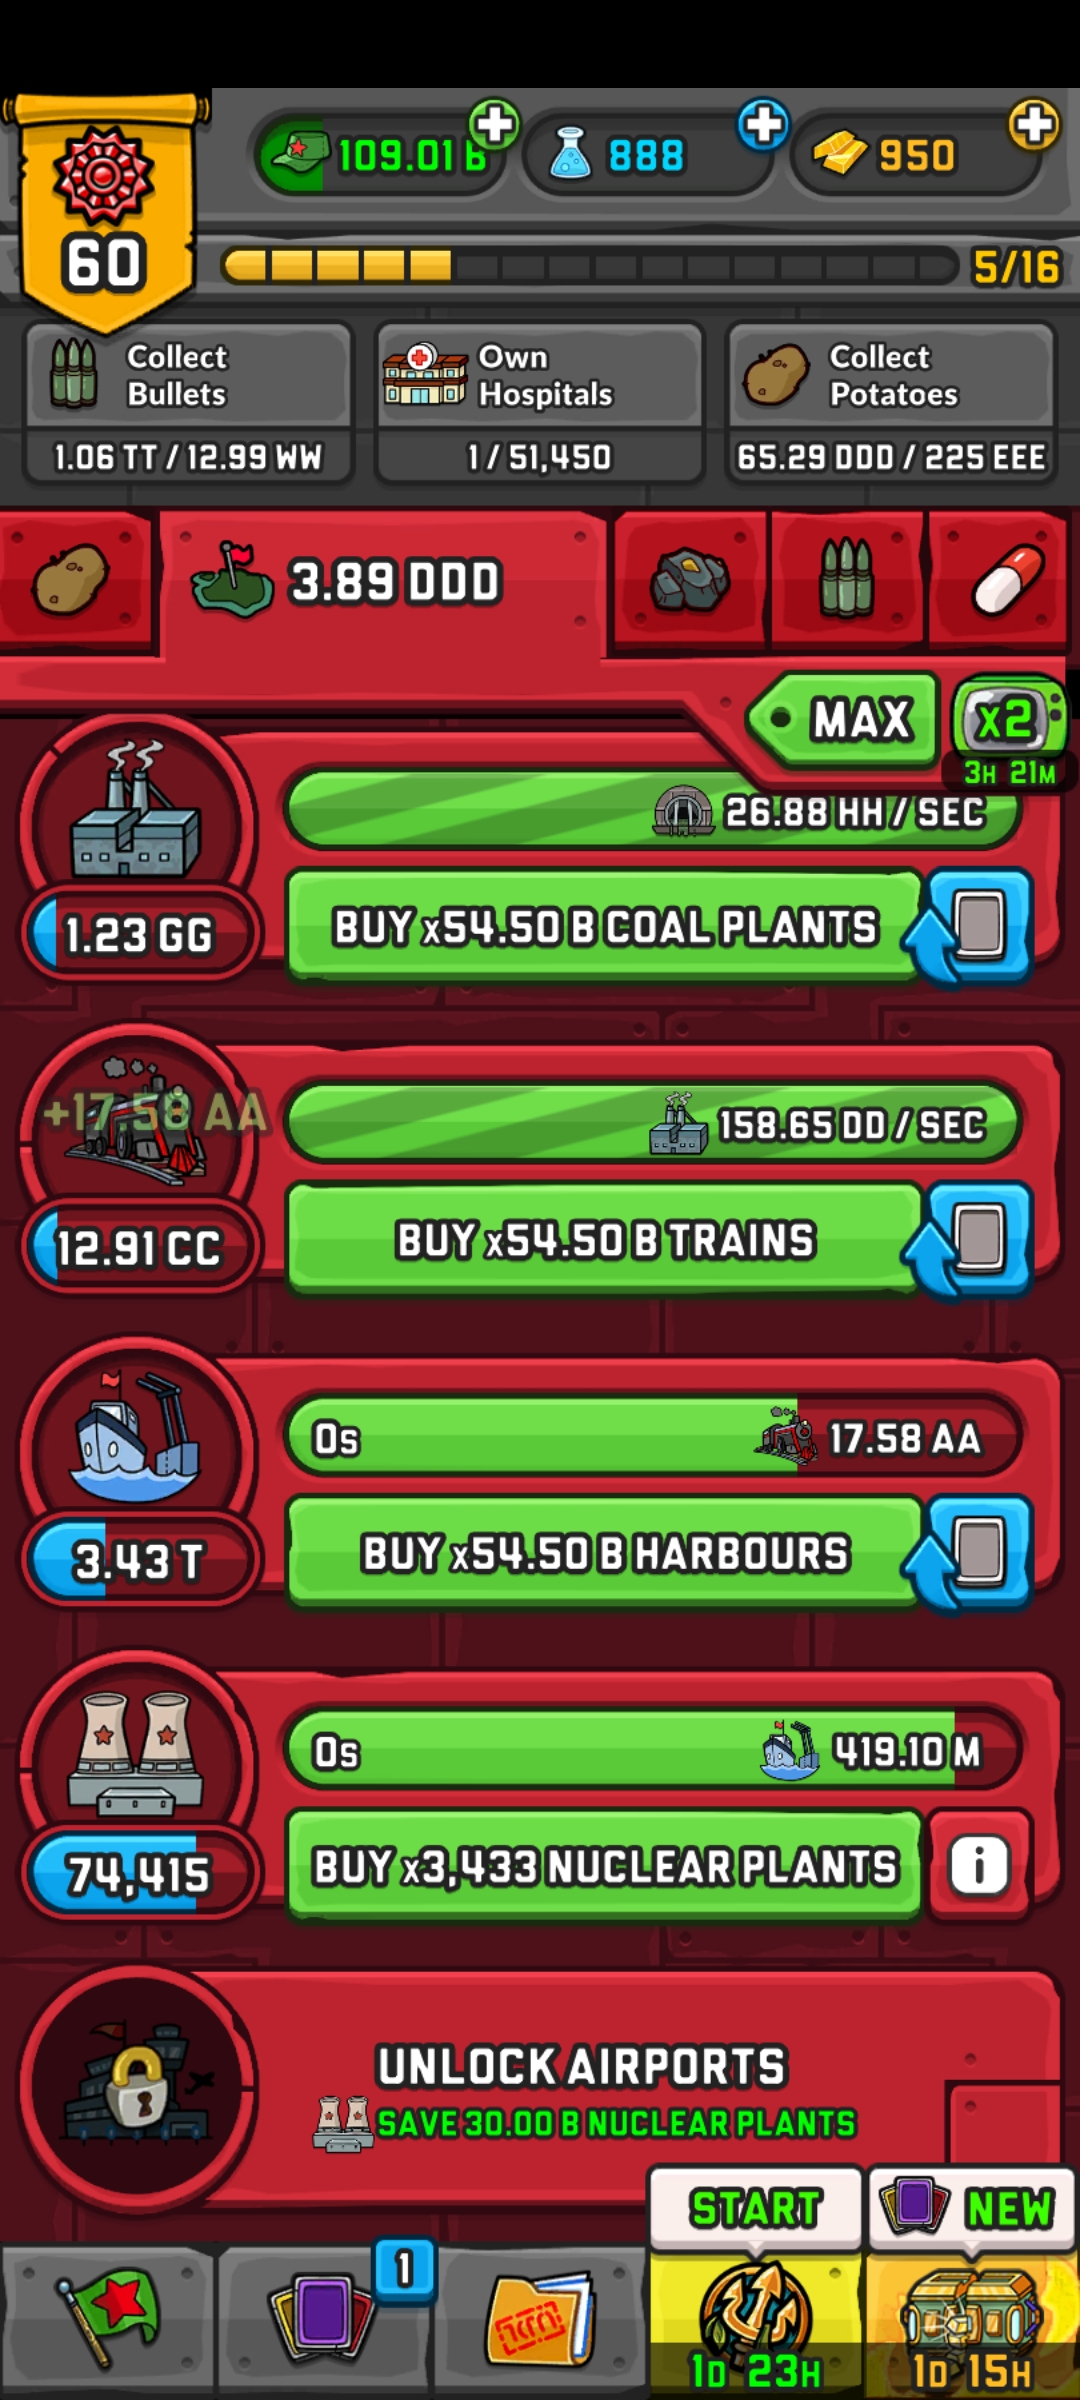 60
109.01 B
888
950
5/16
Collect
Bullets
1.06 TT / 12.99 WW
Own
Hospitals
1 / 51,450
Collect
Potatoes
65.29 DDD / 225 EEE
3.89 DDD
MAX
x2
3H 21M
26.88 HH / SEC
1.23 GG
BUY x54.50 B COAL PLANTS
+17.58 AA
158.65 DD / SEC
12.91 CC
BUY x54.50 B TRAINS
0s
17.58 AA
3.43 T
BUY x54.50 B HARBOURS
0s
419.10 M
74,415
BUY x3,433 NUCLEAR PLANTS
i
UNLOCK AIRPORTS
SAVE 30.00 B NUCLEAR PLANTS
START
NEW
1
1D 23H
1D 15H